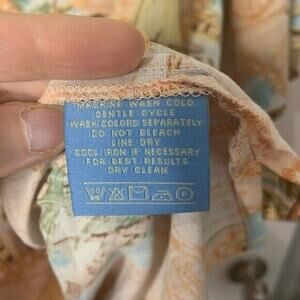 MACHINE WASH COLD
GENTLE CYCLE
WASH COLORS SEPARATELY
DO NOT BLEACH
LINE DRY
COOL IRON IF NECESSARY
FOR BEST RESULTS
DRY CLEAN
P